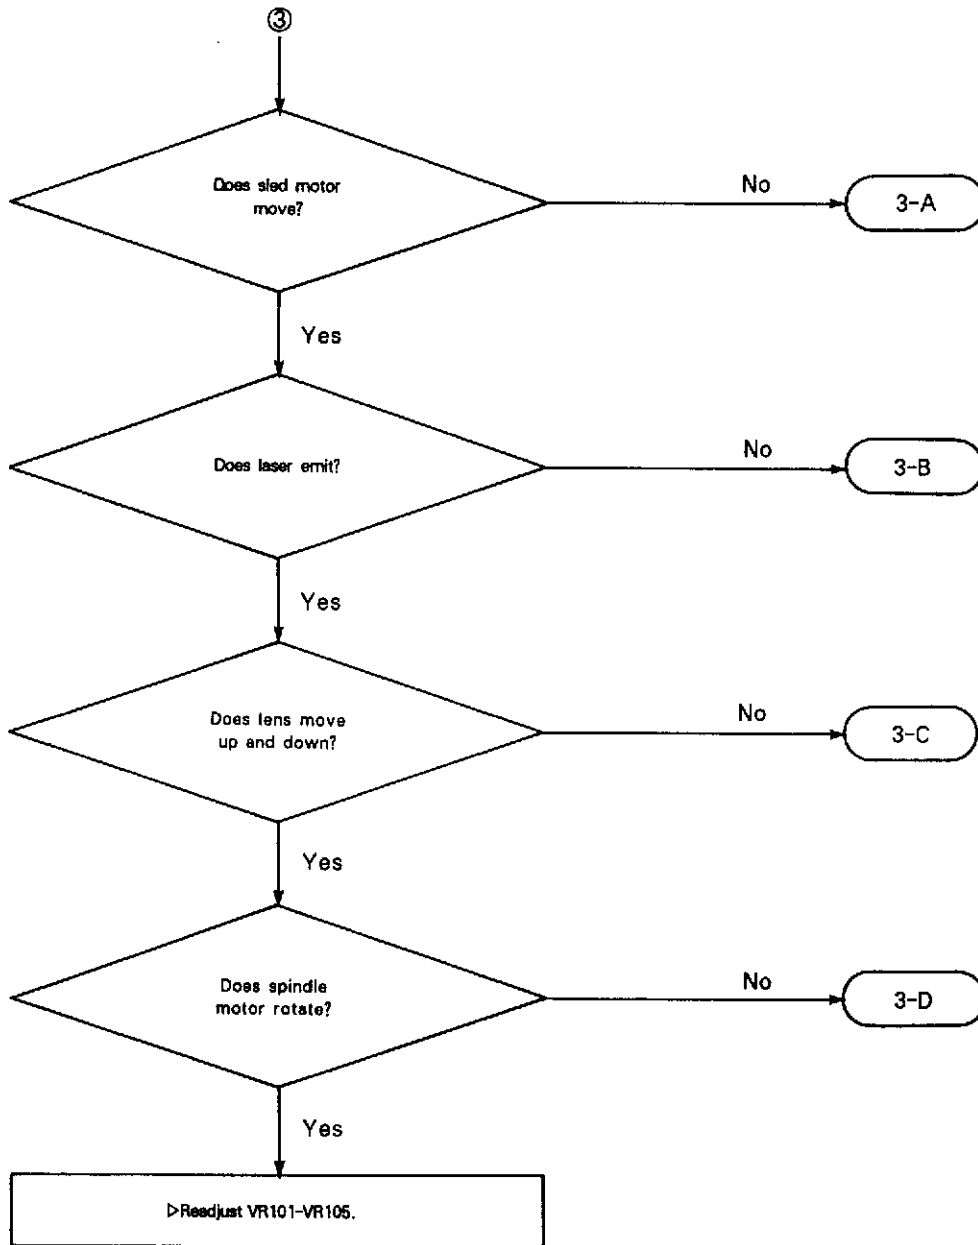 ③
Does sled motor
move?
No
3-A
Yes
Does laser emit?
No
3-B
Yes
Does lens move
up and down?
No
3-C
Yes
Does spindle
motor rotate?
No
3-D
Yes
▷Readjust VR101-VR105.